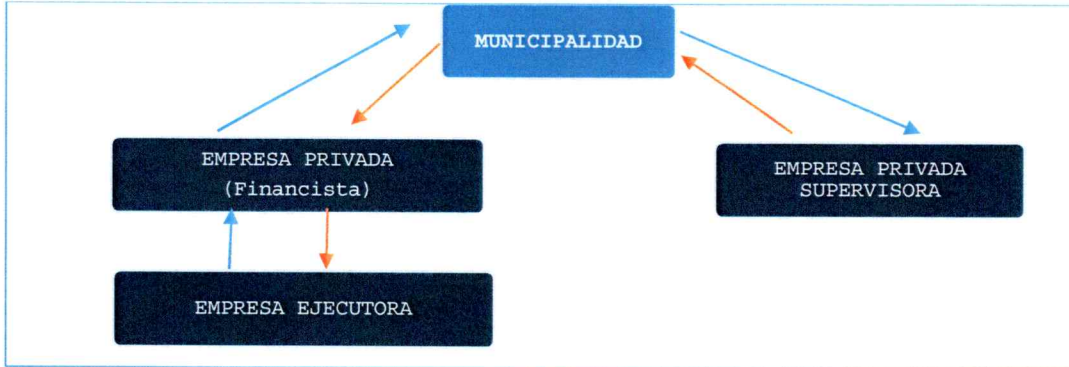 MUNICIPALIDAD
EMPRESA PRIVADA
(Financista)
EMPRESA PRIVADA
SUPERVISORA
EMPRESA EJECUTORA